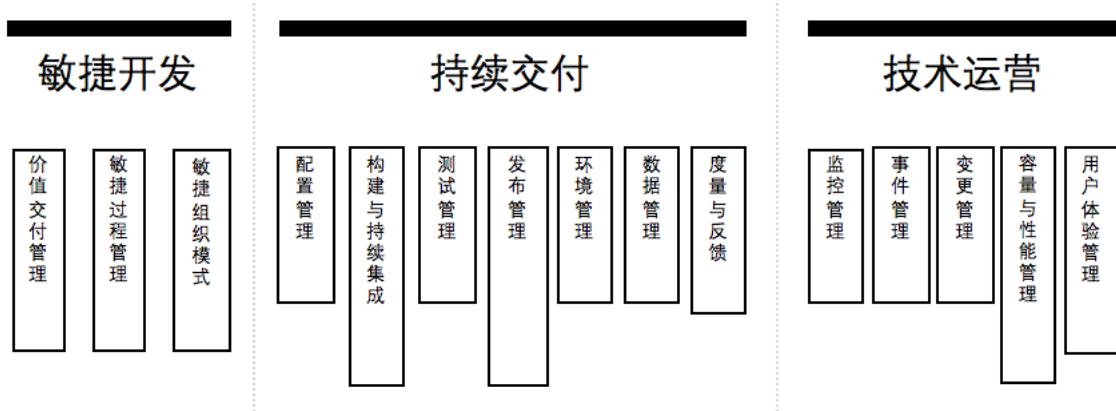 敏捷开发
价值交付管理
敏捷过程管理
敏捷组织模式
持续交付
配置管理
构建与持续集成
测试管理
发布管理
环境管理
数据管理
度量与反馈
技术运营
监控管理
事件管理
变更管理
容量与性能管理
用户体验管理